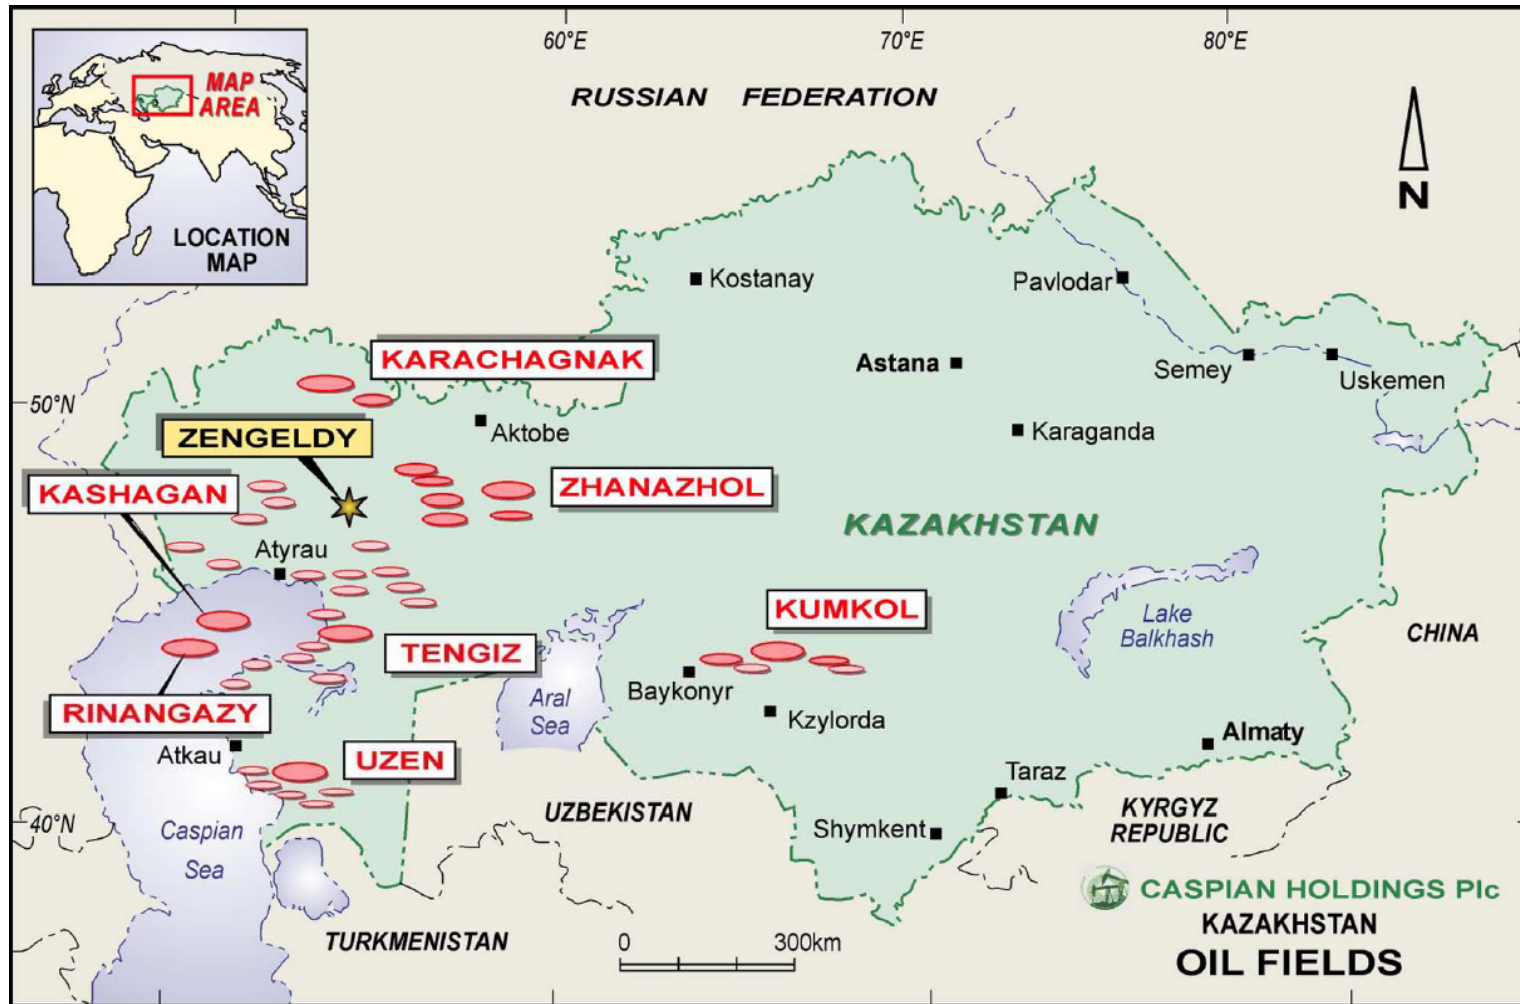 60°E
70°E
80°E
MAP
AREA
LOCATION
MAP
RUSSIAN FEDERATION
N
Kostanay
Pavlodar
KARACHAGNAK
Astana
Semey
Uskemen
50°N
ZENGELDY
Aktobe
Karaganda
KASHAGAN
ZHANAZHOL
KAZAKHSTAN
Atyrau
KUMKOL
Lake
Balkhash
CHINA
TENGIZ
Baykonyr
Aral
Sea
RINANGAZY
Kzylorda
Atkau
UZEN
Almaty
Taraz
UZBEKISTAN
KYRGYZ
REPUBLIC
40°N
Caspian
Sea
Shymkent
CASPIAN HOLDINGS Plc
KAZAKHSTAN
OIL FIELDS
TURKMENISTAN
0 300km